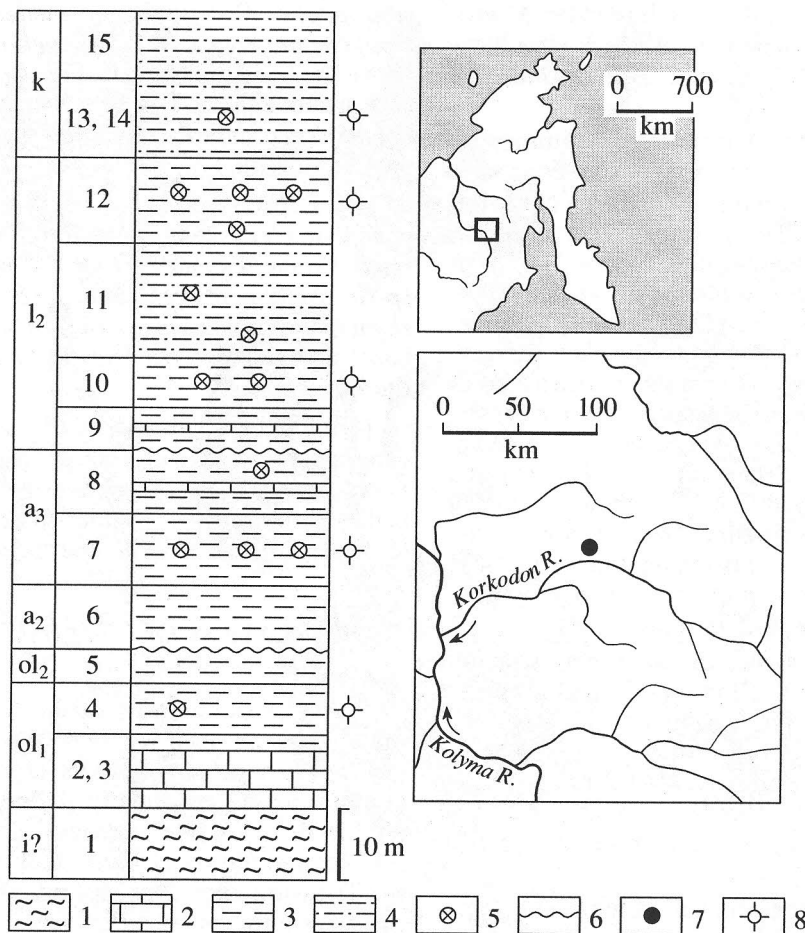 k
15
13, 14
l₂
12
11
10
9
a₃
8
7
a₂
6
ol₂
5
ol₁
4
2, 3
i?
1
10 m
0 700
km
0 50 100
km
Korkodon R.
Kolyma R.
1 2 3 4 5 6 7 8